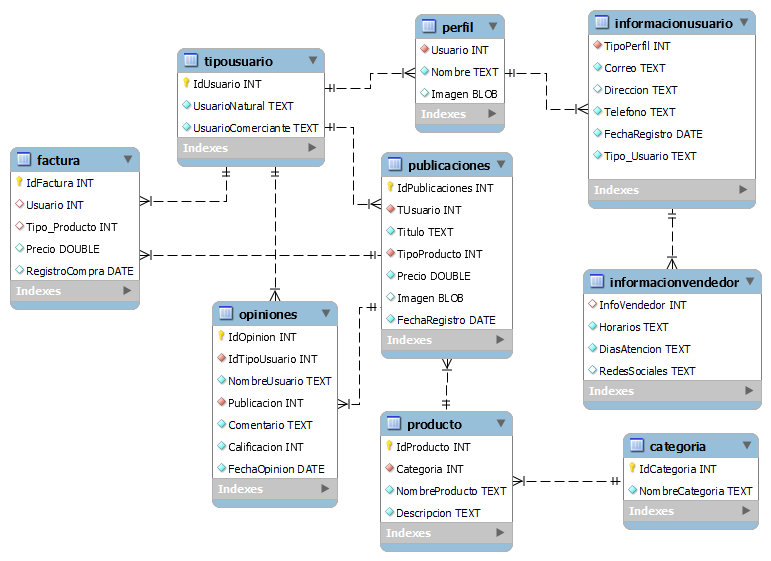 tipousuario
IdUsuario INT
UsuarioNatural TEXT
UsuarioComerciante TEXT
Indexes
perfil
Usuario INT
Nombre TEXT
Imagen BLOB
Indexes
informacionusuario
TipoPerfil INT
Correo TEXT
Direccion TEXT
Telefono TEXT
FechaRegistro DATE
Tipo_Usuario TEXT
Indexes
factura
IdFactura INT
Usuario INT
Tipo_Producto INT
Precio DOUBLE
RegistroCompra DATE
Indexes
publicaciones
IdPublicaciones INT
TUsuario INT
Titulo TEXT
TipoProducto INT
Precio DOUBLE
Imagen BLOB
FechaRegistro DATE
Indexes
opiniones
IdOpinion INT
IdTipoUsuario INT
NombreUsuario TEXT
Publicacion INT
Comentario TEXT
Calificacion INT
FechaOpinion DATE
Indexes
informacionvendedor
InfoVendedor INT
Horarios TEXT
DiasAtencion TEXT
RedesSociales TEXT
Indexes
producto
IdProducto INT
Categoria INT
NombreProducto TEXT
Descripcion TEXT
Indexes
categoria
IdCategoria INT
NombreCategoria TEXT
Indexes